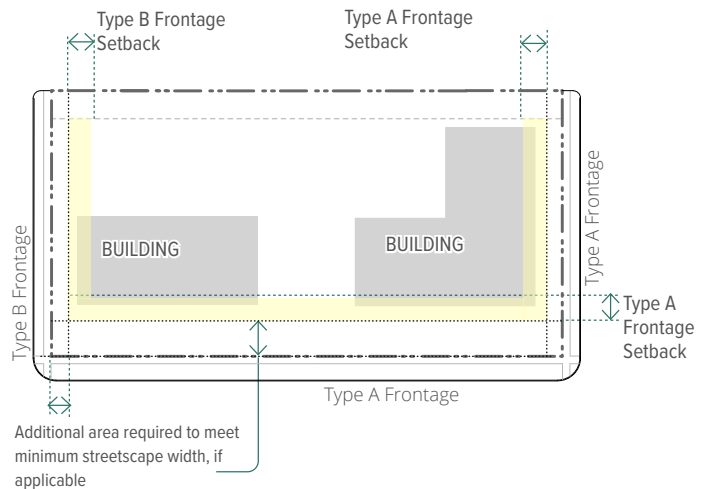 Type B Frontage
Setback
Type A Frontage
Setback
BUILDING
BUILDING
Type B Frontage
Type A Frontage
Type A
Frontage
Setback
Type A Frontage
Additional area required to meet
minimum streetscape width, if
applicable